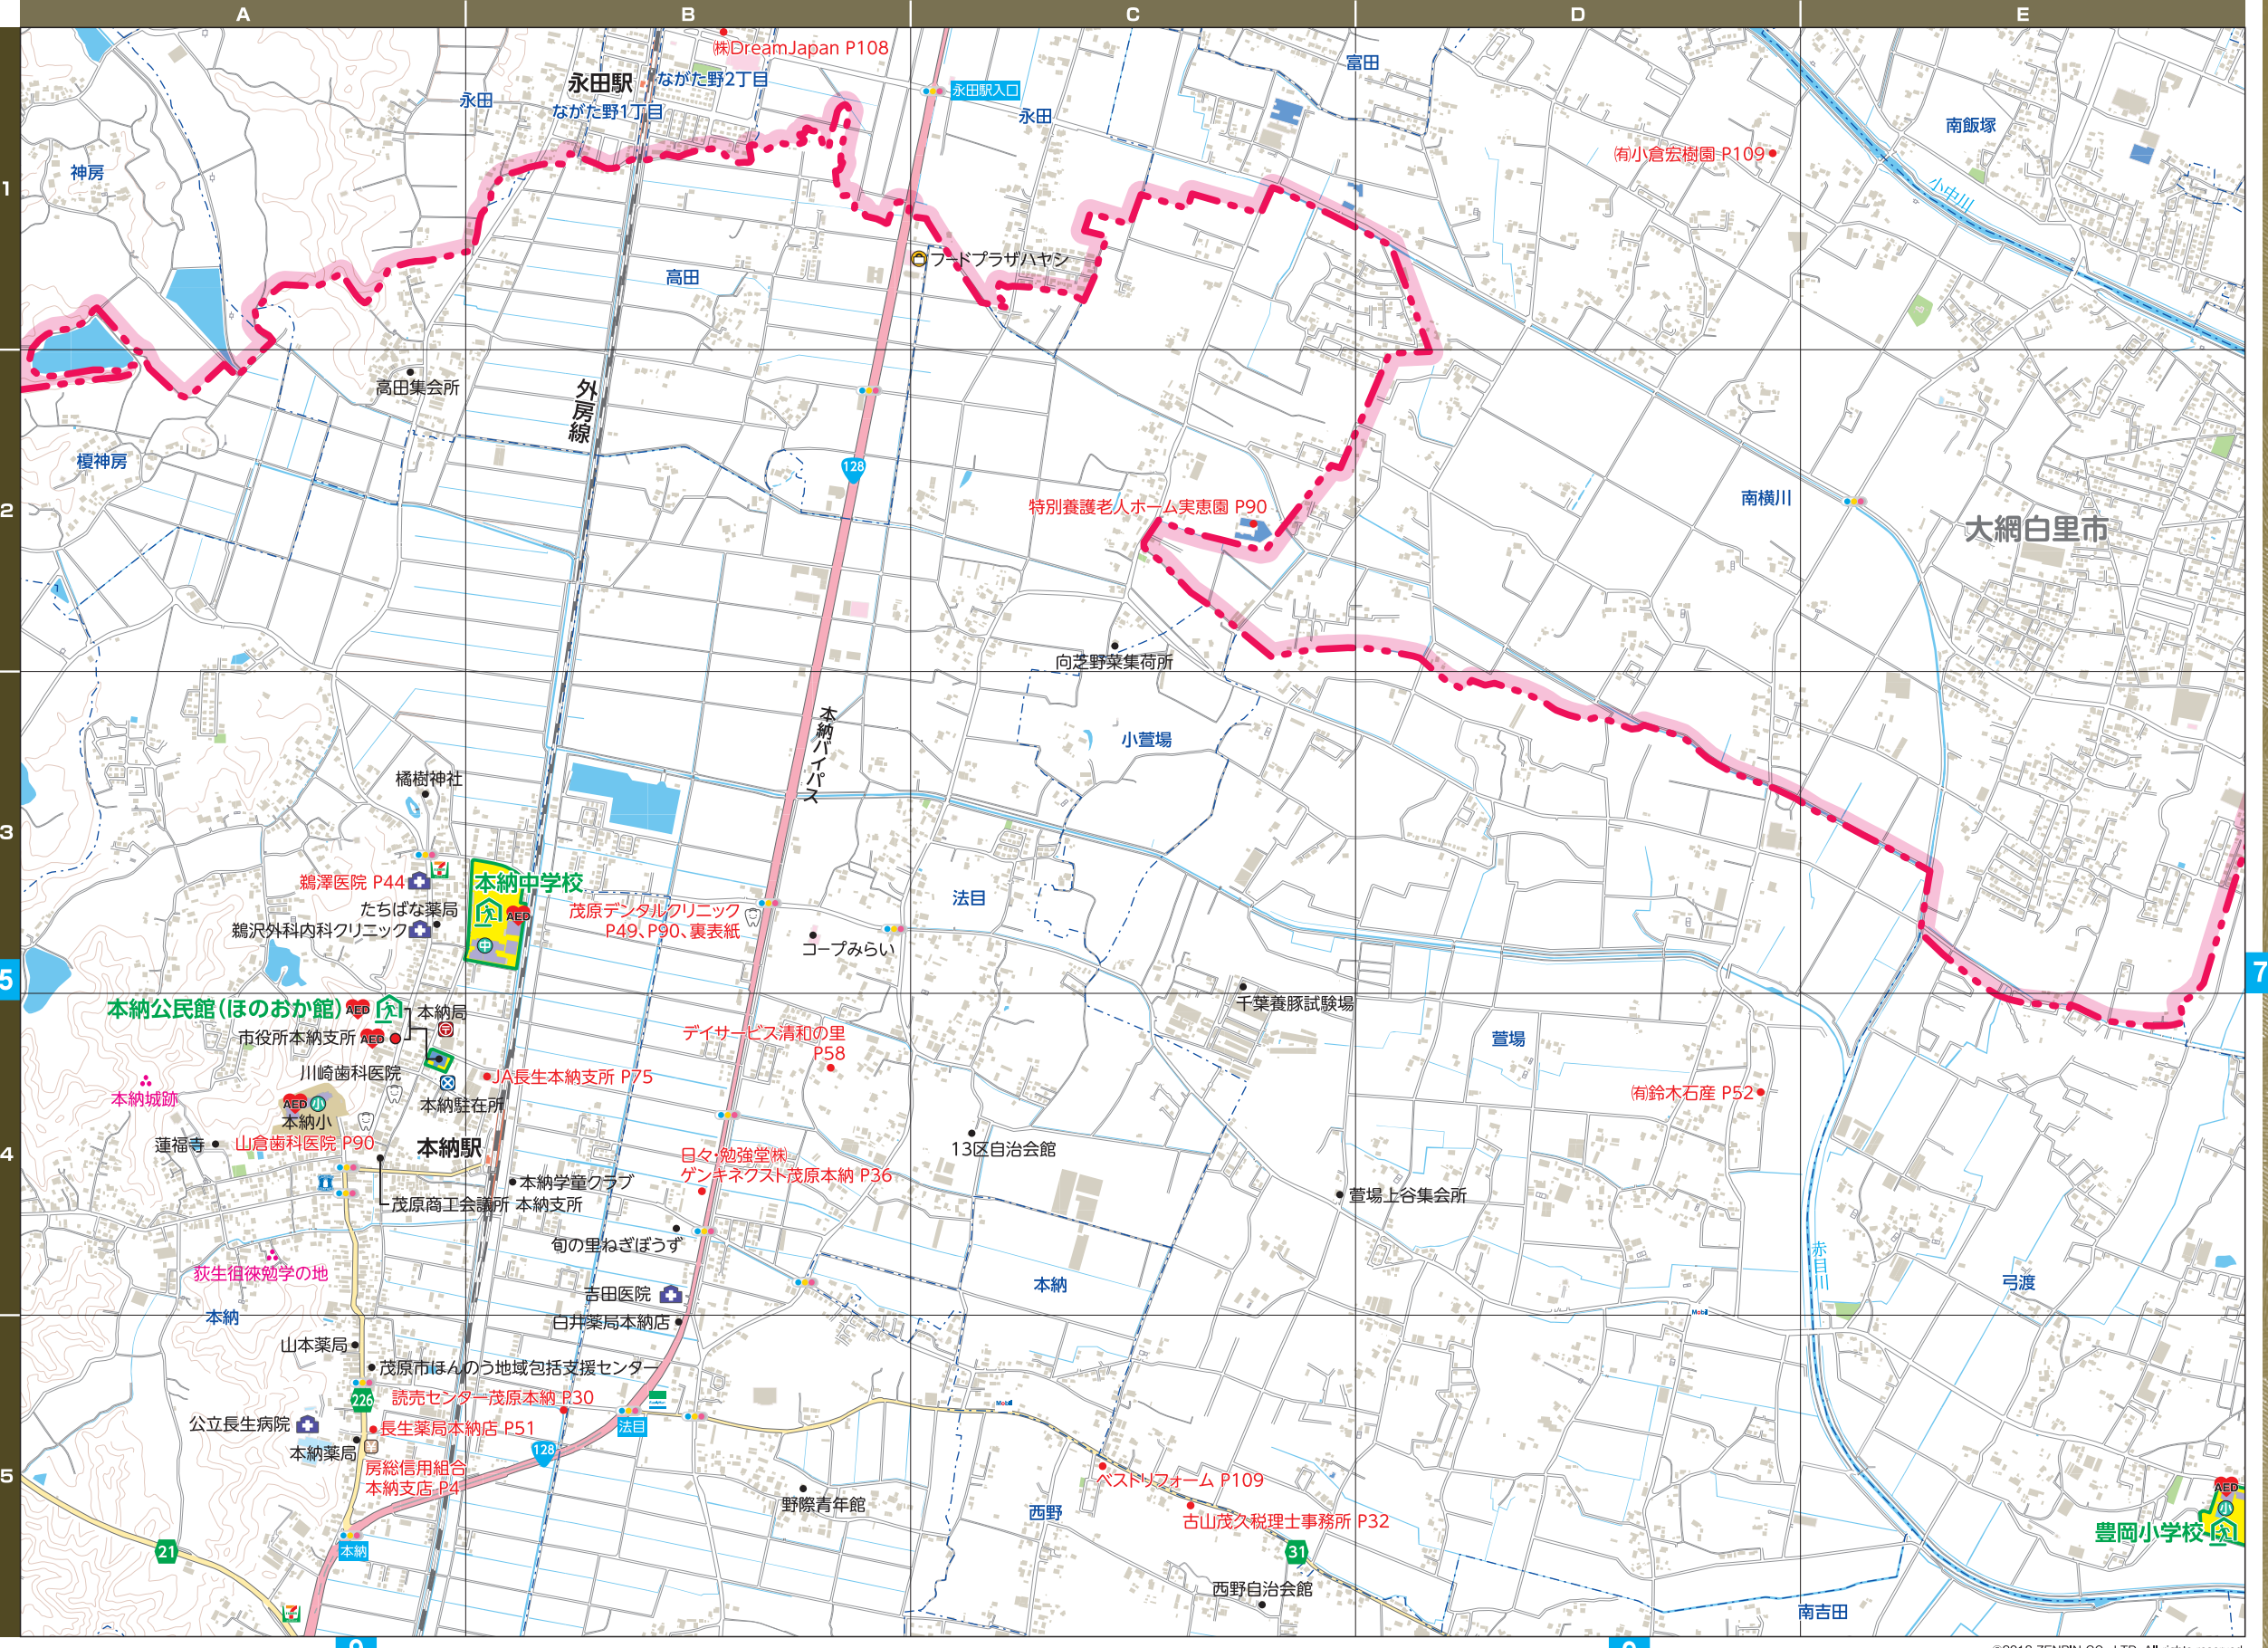 A
B
C
D
E
1
2
3
4
5
5
7
㈱DreamJapan P108
永田駅
ながた野2丁目
ながた野1丁目
永田
永田駅入口
永田
富田
南飯塚
㈲小倉宏樹園 P109
小中川
神房
フードプラザハヤシ
高田
高田集会所
外房線
榎神房
128
特別養護老人ホーム実恵園 P90
南横川
大網白里市
向芝野菜集荷所
小萱場
本納バイパス
橘樹神社
鵜澤医院 P44
本納中学校
AED
中
たちばな薬局
鵜沢外科内科クリニック
茂原デンタルクリニック
P49、P90、裏表紙
コープみらい
法目
千葉養豚試験場
本納公民館(ほのおか館)
AED
本納局
市役所本納支所
AED
川崎歯科医院
本納駐在所
JA長生本納支所 P75
デイサービス清和の里
P58
萱場
㈲鈴木石産 P52
本納城跡
AED
小
本納小
蓮福寺
山倉歯科医院 P90
本納駅
13区自治会館
日々・勉強堂㈱
ゲンキネクスト茂原本納 P36
本納学童クラブ
茂原商工会議所 本納支所
萱場上谷集会所
旬の里ねぎぼうず
荻生徂徠勉学の地
吉田医院
本納
赤目川
弓渡
本納
白井薬局本納店
Mobil
山本薬局
茂原市ほんのう地域包括支援センター
226
読売センター茂原本納 P30
法目
Mobil
公立長生病院
長生薬局本納店 P51
本納薬局
128
房総信用組合
本納支店 P4
ベストリフォーム P109
野際青年館
西野
古山茂久税理士事務所 P32
AED
小
豊岡小学校
21
本納
31
西野自治会館
南吉田